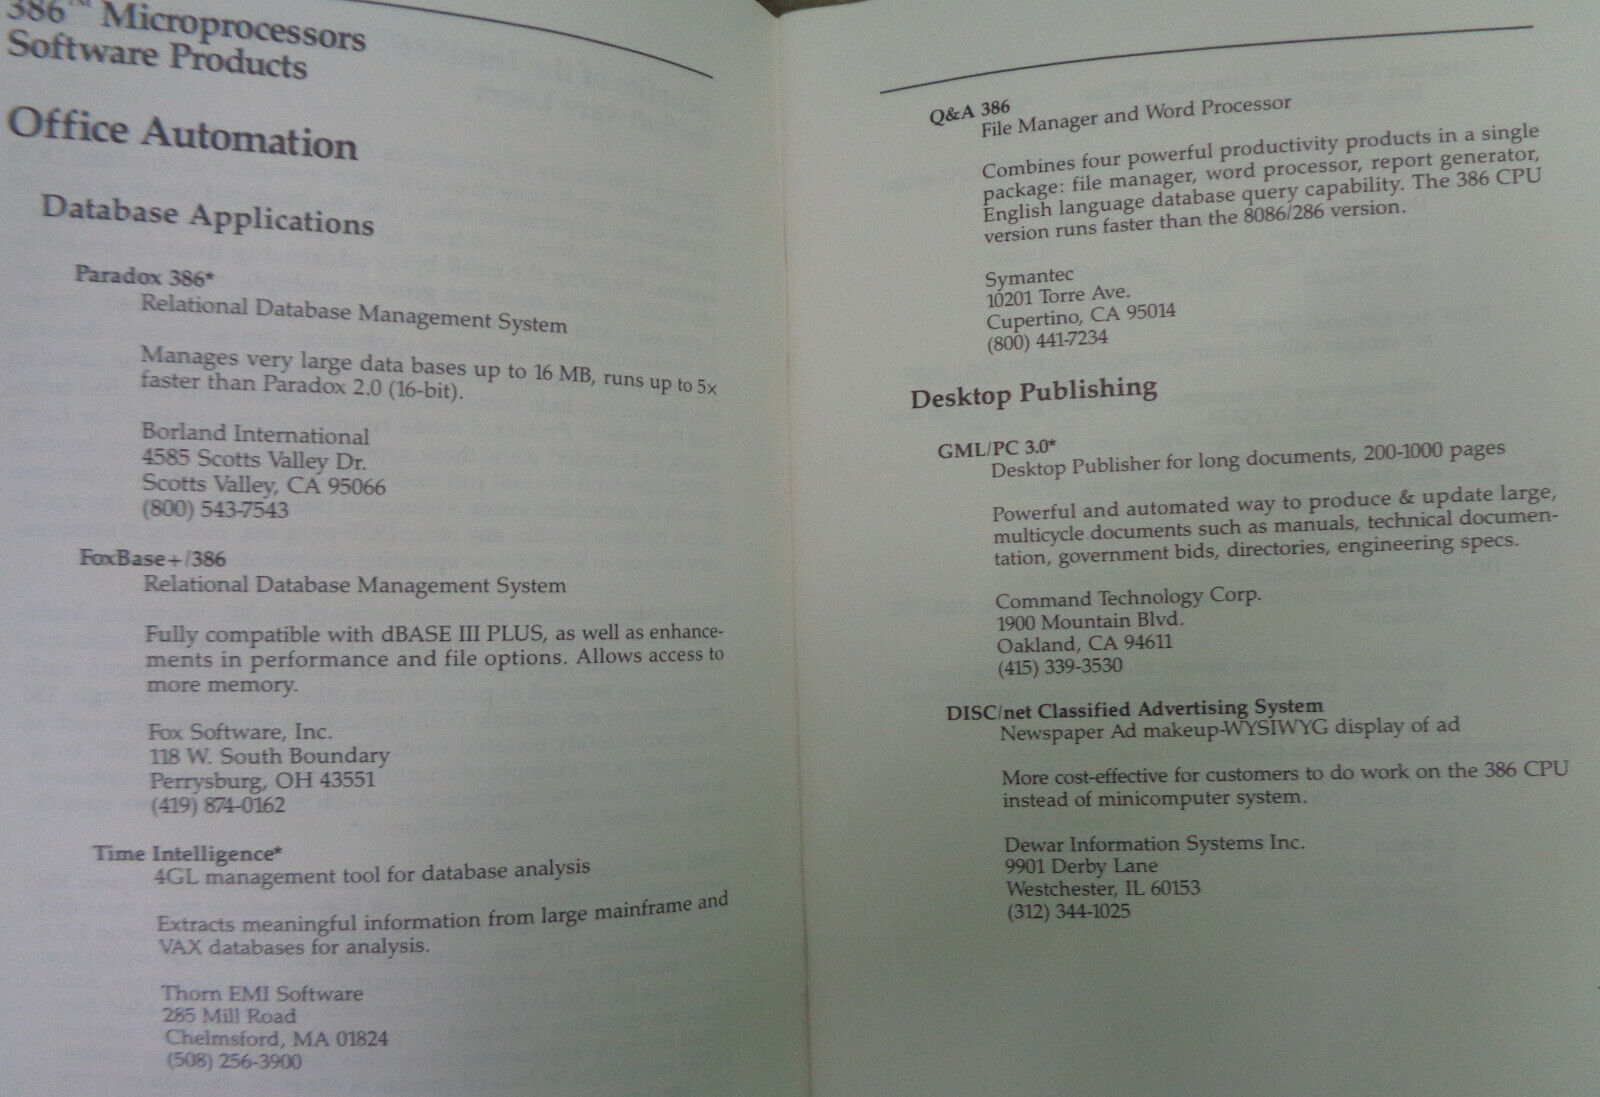 386™ Microprocessors
Software Products
Office Automation
Database Applications
Paradox 386*
Relational Database Management System
Manages very large data bases up to 16 MB, runs up to 5x
faster than Paradox 2.0 (16-bit).
Borland International
4585 Scotts Valley Dr.
Scotts Valley, CA 95066
(800) 543-7543
FoxBase+/386
Relational Database Management System
Fully compatible with dBASE III PLUS, as well as enhance-
ments in performance and file options. Allows access to
more memory.
Fox Software, Inc.
118 W. South Boundary
Perrysburg, OH 43551
(419) 874-0162
Time Intelligence*
4GL management tool for database analysis
Extracts meaningful information from large mainframe and
VAX databases for analysis.
Thorn EMI Software
285 Mill Road
Chelmsford, MA 01824
(508) 256-3900
Q&A 386
File Manager and Word Processor
Combines four powerful productivity products in a single
package: file manager, word processor, report generator,
English language database query capability. The 386 CPU
version runs faster than the 8086/286 version.
Symantec
10201 Torre Ave.
Cupertino, CA 95014
(800) 441-7234
Desktop Publishing
GML/PC 3.0*
Desktop Publisher for long documents, 200-1000 pages
Powerful and automated way to produce & update large,
multicycle documents such as manuals, technical documen-
tation, government bids, directories, engineering specs.
Command Technology Corp.
1900 Mountain Blvd.
Oakland, CA 94611
(415) 339-3530
DISC/net Classified Advertising System
Newspaper Ad makeup-WYSIWYG display of ad
More cost-effective for customers to do work on the 386 CPU
instead of minicomputer system.
Dewar Information Systems Inc.
9901 Derby Lane
Westchester, IL 60153
(312) 344-1025